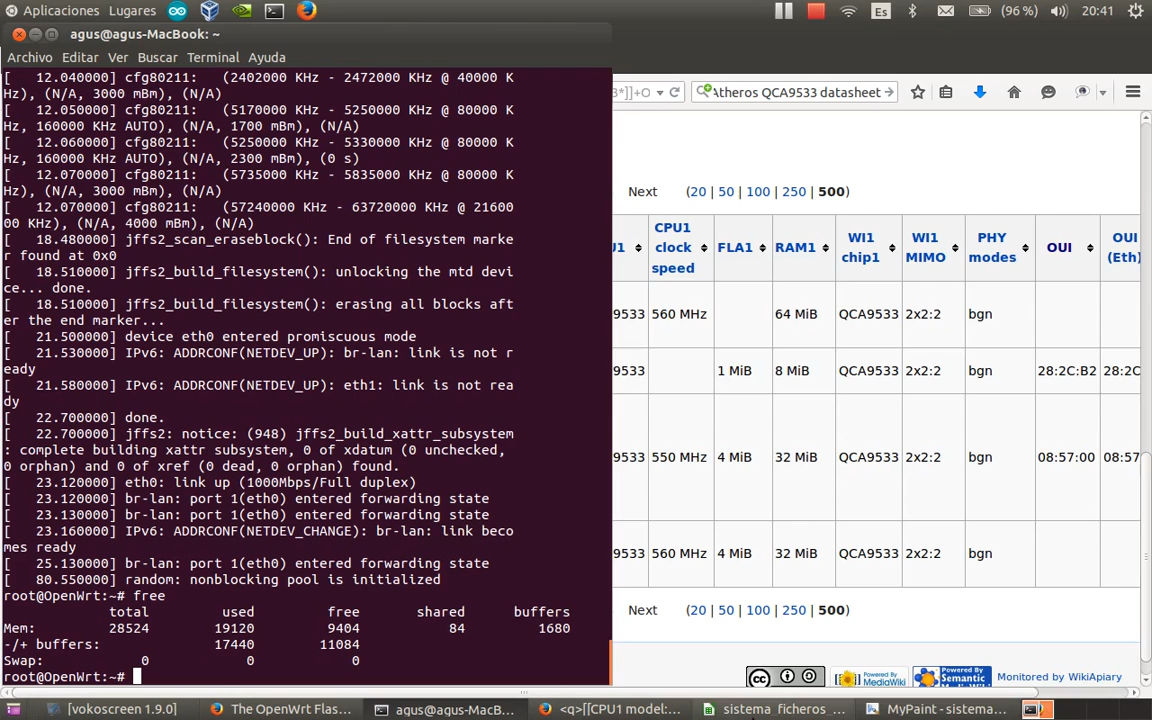 Aplicaciones Lugares Es (96 %) 20:41
agus@agus-MacBook: ~
Archivo Editar Ver Buscar Terminal Ayuda
[   12.040000] cfg80211:   (2402000 KHz - 2472000 KHz @ 40000 K
Hz), (N/A, 3000 mBm), (N/A)
[   12.050000] cfg80211:   (5170000 KHz - 5250000 KHz @ 80000 K
Hz, 160000 KHz AUTO), (N/A, 1700 mBm), (N/A)
[   12.060000] cfg80211:   (5250000 KHz - 5330000 KHz @ 80000 K
Hz, 160000 KHz AUTO), (N/A, 2300 mBm), (0 s)
[   12.070000] cfg80211:   (5735000 KHz - 5835000 KHz @ 80000 K
Hz), (N/A, 3000 mBm), (N/A)
[   12.070000] cfg80211:   (57240000 KHz - 63720000 KHz @ 21600
00 KHz), (N/A, 4000 mBm), (N/A)
[   18.480000] jffs2_scan_eraseblock(): End of filesystem marke
r found at 0x0
[   18.510000] jffs2_build_filesystem(): unlocking the mtd devi
ce... done.
[   18.510000] jffs2_build_filesystem(): erasing all blocks aft
er the end marker...
[   21.500000] device eth0 entered promiscuous mode
[   21.530000] IPv6: ADDRCONF(NETDEV_UP): br-lan: link is not r
eady
[   21.580000] IPv6: ADDRCONF(NETDEV_UP): eth1: link is not rea
dy
[   22.700000] done.
[   22.700000] jffs2: notice: (948) jffs2_build_xattr_subsystem
: complete building xattr subsystem, 0 of xdatum (0 unchecked,
0 orphan) and 0 of xref (0 dead, 0 orphan) found.
[   23.120000] eth0: link up (1000Mbps/Full duplex)
[   23.120000] br-lan: port 1(eth0) entered forwarding state
[   23.130000] br-lan: port 1(eth0) entered forwarding state
[   23.160000] IPv6: ADDRCONF(NETDEV_CHANGE): br-lan: link beco
mes ready
[   25.130000] br-lan: port 1(eth0) entered forwarding state
[   80.550000] random: nonblocking pool is initialized
root@OpenWrt:~# free
total used free shared buffers
Mem: 28524 19120 9404 84 1680
-/+ buffers: 17440 11084
Swap: 0 0 0
root@OpenWrt:~#
3*]]+O Atheros QCA9533 datasheet
Next (20 | 50 | 100 | 250 | 500)
U1 CPU1 clock speed FLA1 RAM1 WI1 chip1 WI1 MIMO PHY modes OUI OUI (Eth)
9533 560 MHz 64 MiB QCA9533 2x2:2 bgn
9533 1 MiB 8 MiB QCA9533 2x2:2 bgn 28:2C:B2 28:2C
9533 550 MHz 4 MiB 32 MiB QCA9533 2x2:2 bgn 08:57:00 08:57
9533 560 MHz 4 MiB 32 MiB QCA9533 2x2:2 bgn
Next (20 | 50 | 100 | 250 | 500)
cc BY SA Powered By MediaWiki Powered By Semantic MediaWiki Monitored by WikiApiary
[vokoscreen 1.9.0] The OpenWrt Flas... agus@agus-MacB... <q>[[CPU1 model:... sistema_ficheros_... MyPaint - sistema...